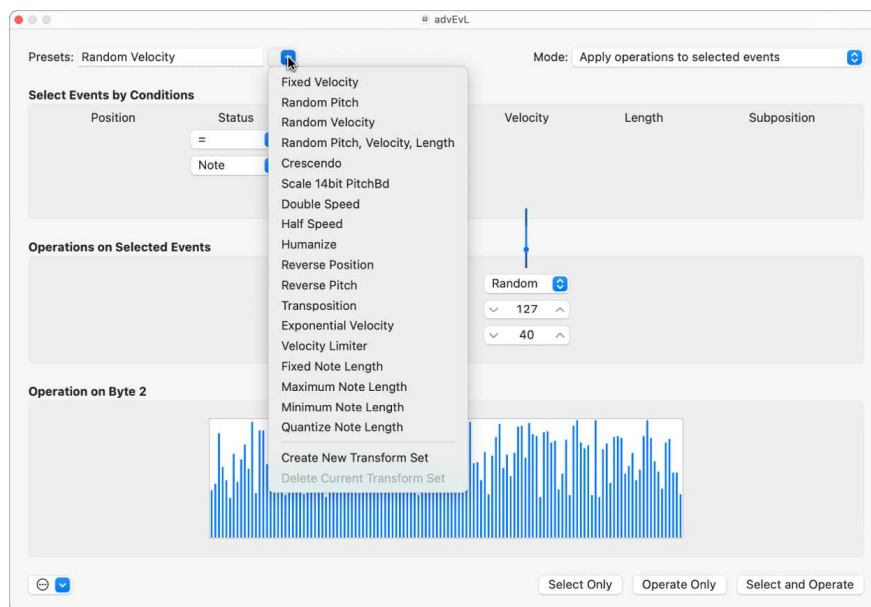 advEvL
Presets: Random Velocity
Mode: Apply operations to selected events
Select Events by Conditions
Position Status Velocity Length Subposition
=
Note
Operations on Selected Events
Random
127
40
Operation on Byte 2
Fixed Velocity
Random Pitch
Random Velocity
Random Pitch, Velocity, Length
Crescendo
Scale 14bit PitchBd
Double Speed
Half Speed
Humanize
Reverse Position
Reverse Pitch
Transposition
Exponential Velocity
Velocity Limiter
Fixed Note Length
Maximum Note Length
Minimum Note Length
Quantize Note Length
Create New Transform Set
Delete Current Transform Set
Select Only Operate Only Select and Operate